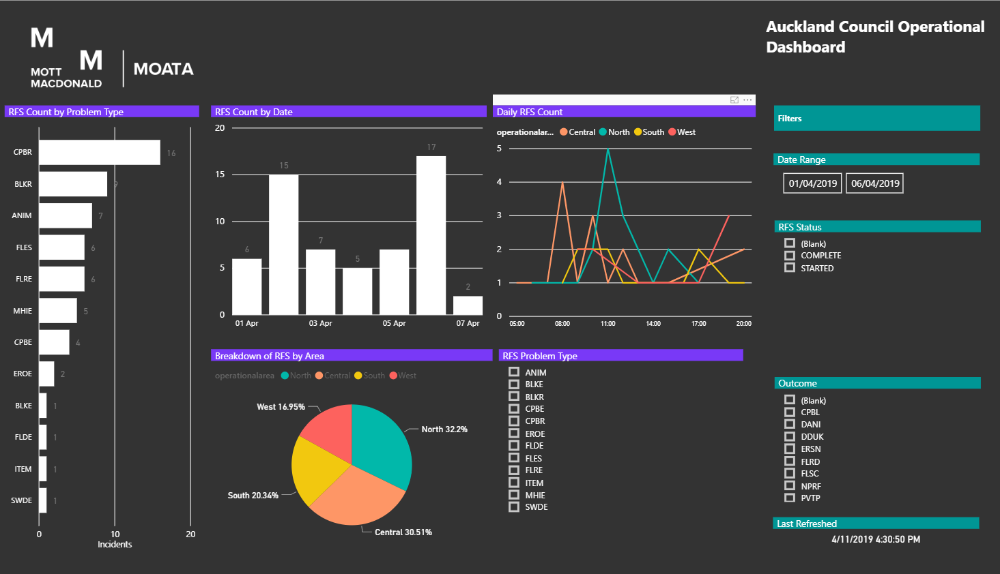 M
M
MOTT
MACDONALD
MOATA
Auckland Council Operational
Dashboard
RFS Count by Problem Type
CPBR 16
BLKR 9
ANIM 7
FLES 6
FLRE 6
MHIE 5
CPBE 4
EROE 2
BLKE 1
FLDE 1
ITEM 1
SWDE 1
0 10 20
Incidents
RFS Count by Date
20
15
10
5
0
6 15 7 5 17 2
01 Apr 03 Apr 05 Apr 07 Apr
Daily RFS Count
operationalar... Central North South West
5
4
3
2
1
0
05:00 08:00 11:00 14:00 17:00 20:00
Breakdown of RFS by Area
operationalarea North Central South West
West 16.95%
North 32.2%
South 20.34%
Central 30.51%
RFS Problem Type
ANIM
BLKE
BLKR
CPBE
CPBR
EROE
FLDE
FLES
FLRE
ITEM
MHIE
SWDE
Filters
Date Range
01/04/2019 06/04/2019
RFS Status
(Blank)
COMPLETE
STARTED
Outcome
(Blank)
CPBL
DANI
DDUK
ERSN
FLRD
FLSC
NPRF
PVTP
Last Refreshed
4/11/2019 4:30:50 PM